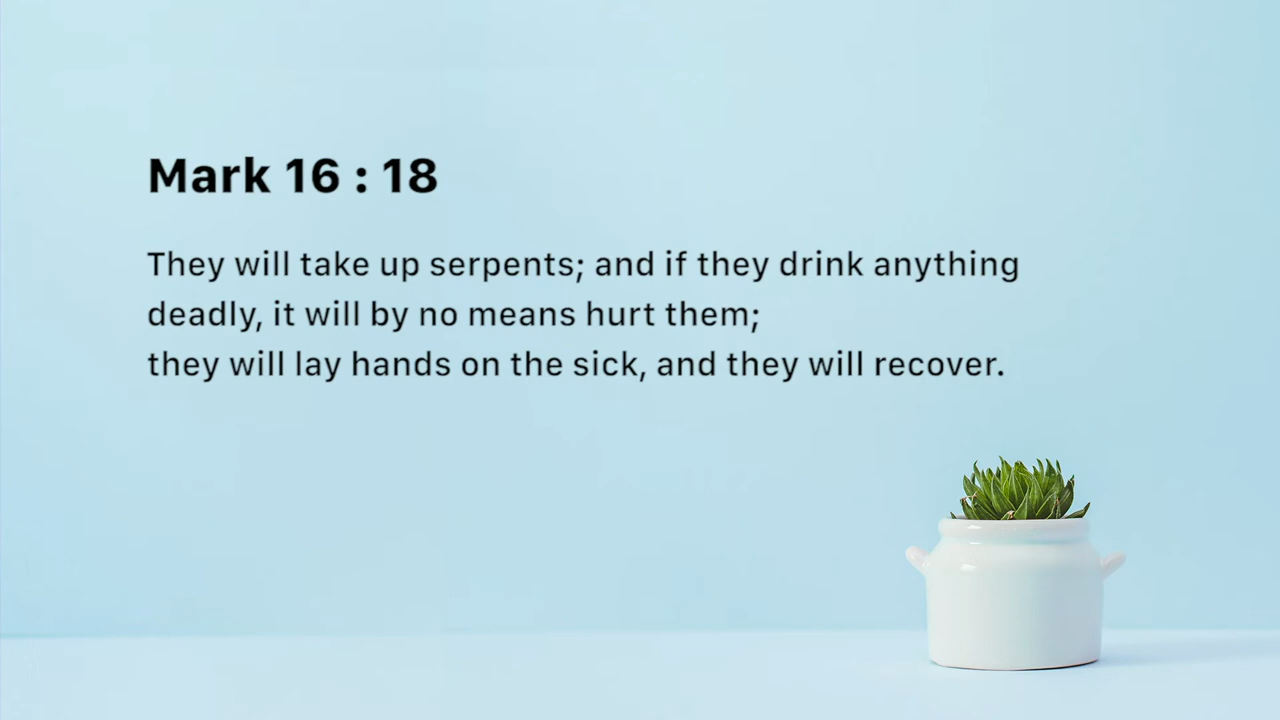 Mark 16 : 18
They will take up serpents; and if they drink anything
deadly, it will by no means hurt them;
they will lay hands on the sick, and they will recover.